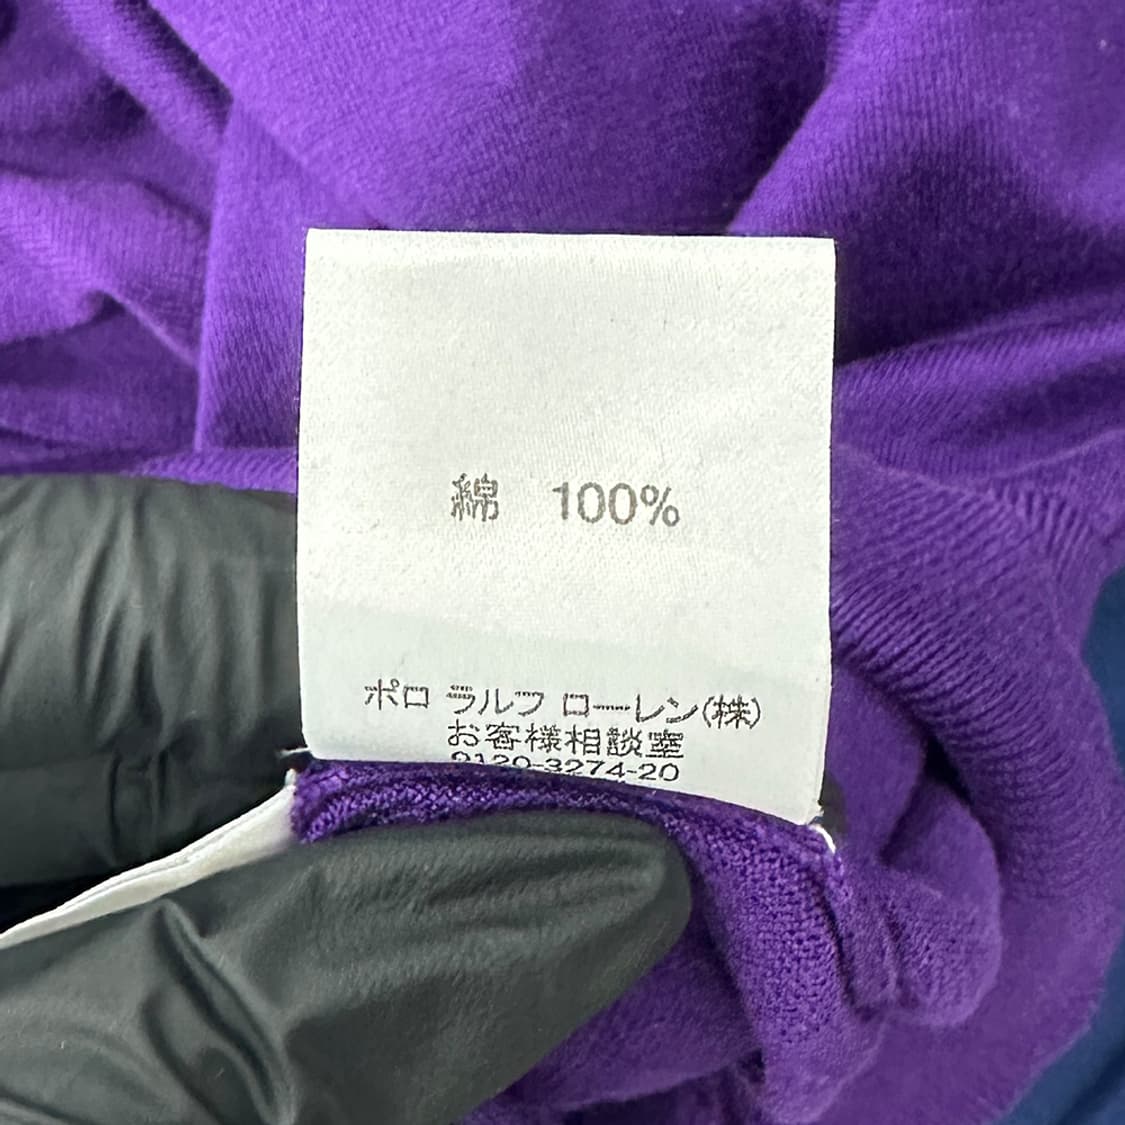 綿　100%
ポロ ラルフ ローレン(株)
お客様相談室
0120-3274-20